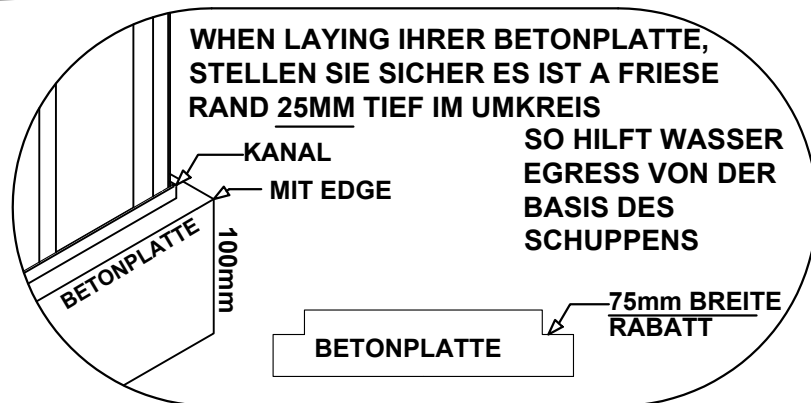 WHEN LAYING IHRER BETONPLATTE,
STELLEN SIE SICHER ES IST A FRIESE
RAND 25MM TIEF IM UMKREIS
SO HILFT WASSER
EGRESS VON DER
BASIS DES
SCHUPPENS
KANAL
MIT EDGE
BETONPLATTE
100mm
75mm BREITE
RABATT
BETONPLATTE